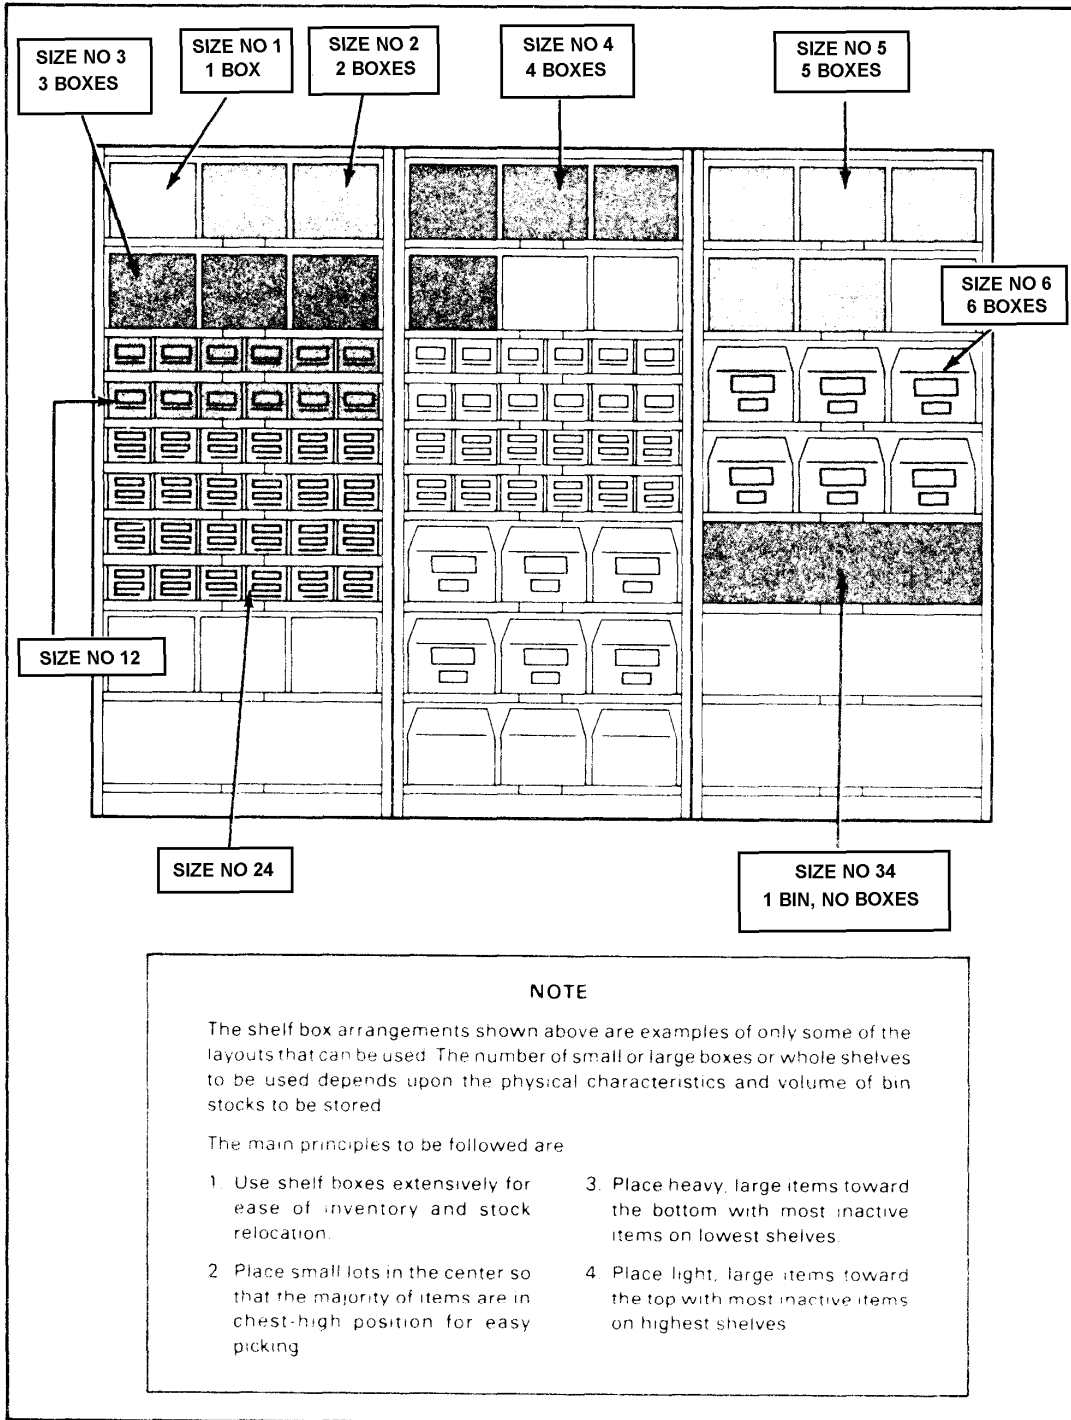 SIZE NO 3
3 BOXES
SIZE NO 1
1 BOX
SIZE NO 2
2 BOXES
SIZE NO 4
4 BOXES
SIZE NO 5
5 BOXES
SIZE NO 6
6 BOXES
SIZE NO 12
SIZE NO 24
SIZE NO 34
1 BIN, NO BOXES
NOTE
The shelf box arrangements shown above are examples of only some of the
layouts that can be used The number of small or large boxes or whole shelves
to be used depends upon the physical characteristics and volume of bin
stocks to be stored
The main principles to be followed are
1. Use shelf boxes extensively for
ease of inventory and stock
relocation.
2 Place small lots in the center so
that the majority of items are in
chest-high position for easy
picking
3. Place heavy, large items toward
the bottom with most inactive
items on lowest shelves.
4 Place light, large items toward
the top with most inactive items
on highest shelves